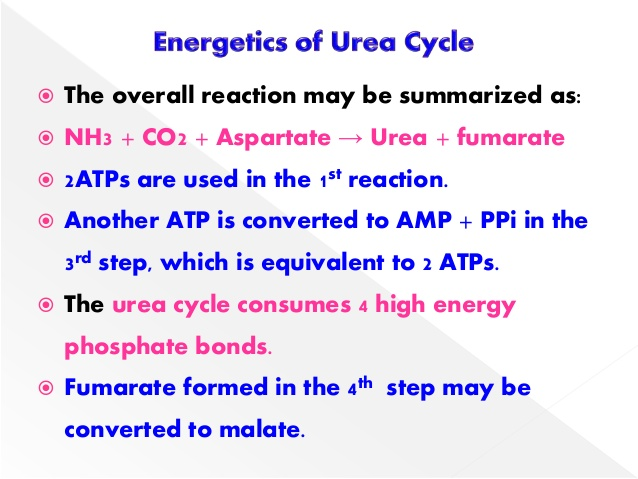 Energetics of Urea Cycle
The overall reaction may be summarized as:
NH3 + CO2 + Aspartate → Urea + fumarate
2ATPs are used in the 1st reaction.
Another ATP is converted to AMP + PPi in the
3rd step, which is equivalent to 2 ATPs.
The urea cycle consumes 4 high energy
phosphate bonds.
Fumarate formed in the 4th step may be
converted to malate.